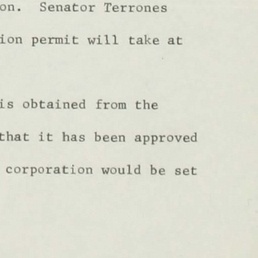 on. Senator Terrones
ion permit will take at
is obtained from the
that it has been approved
corporation would be set